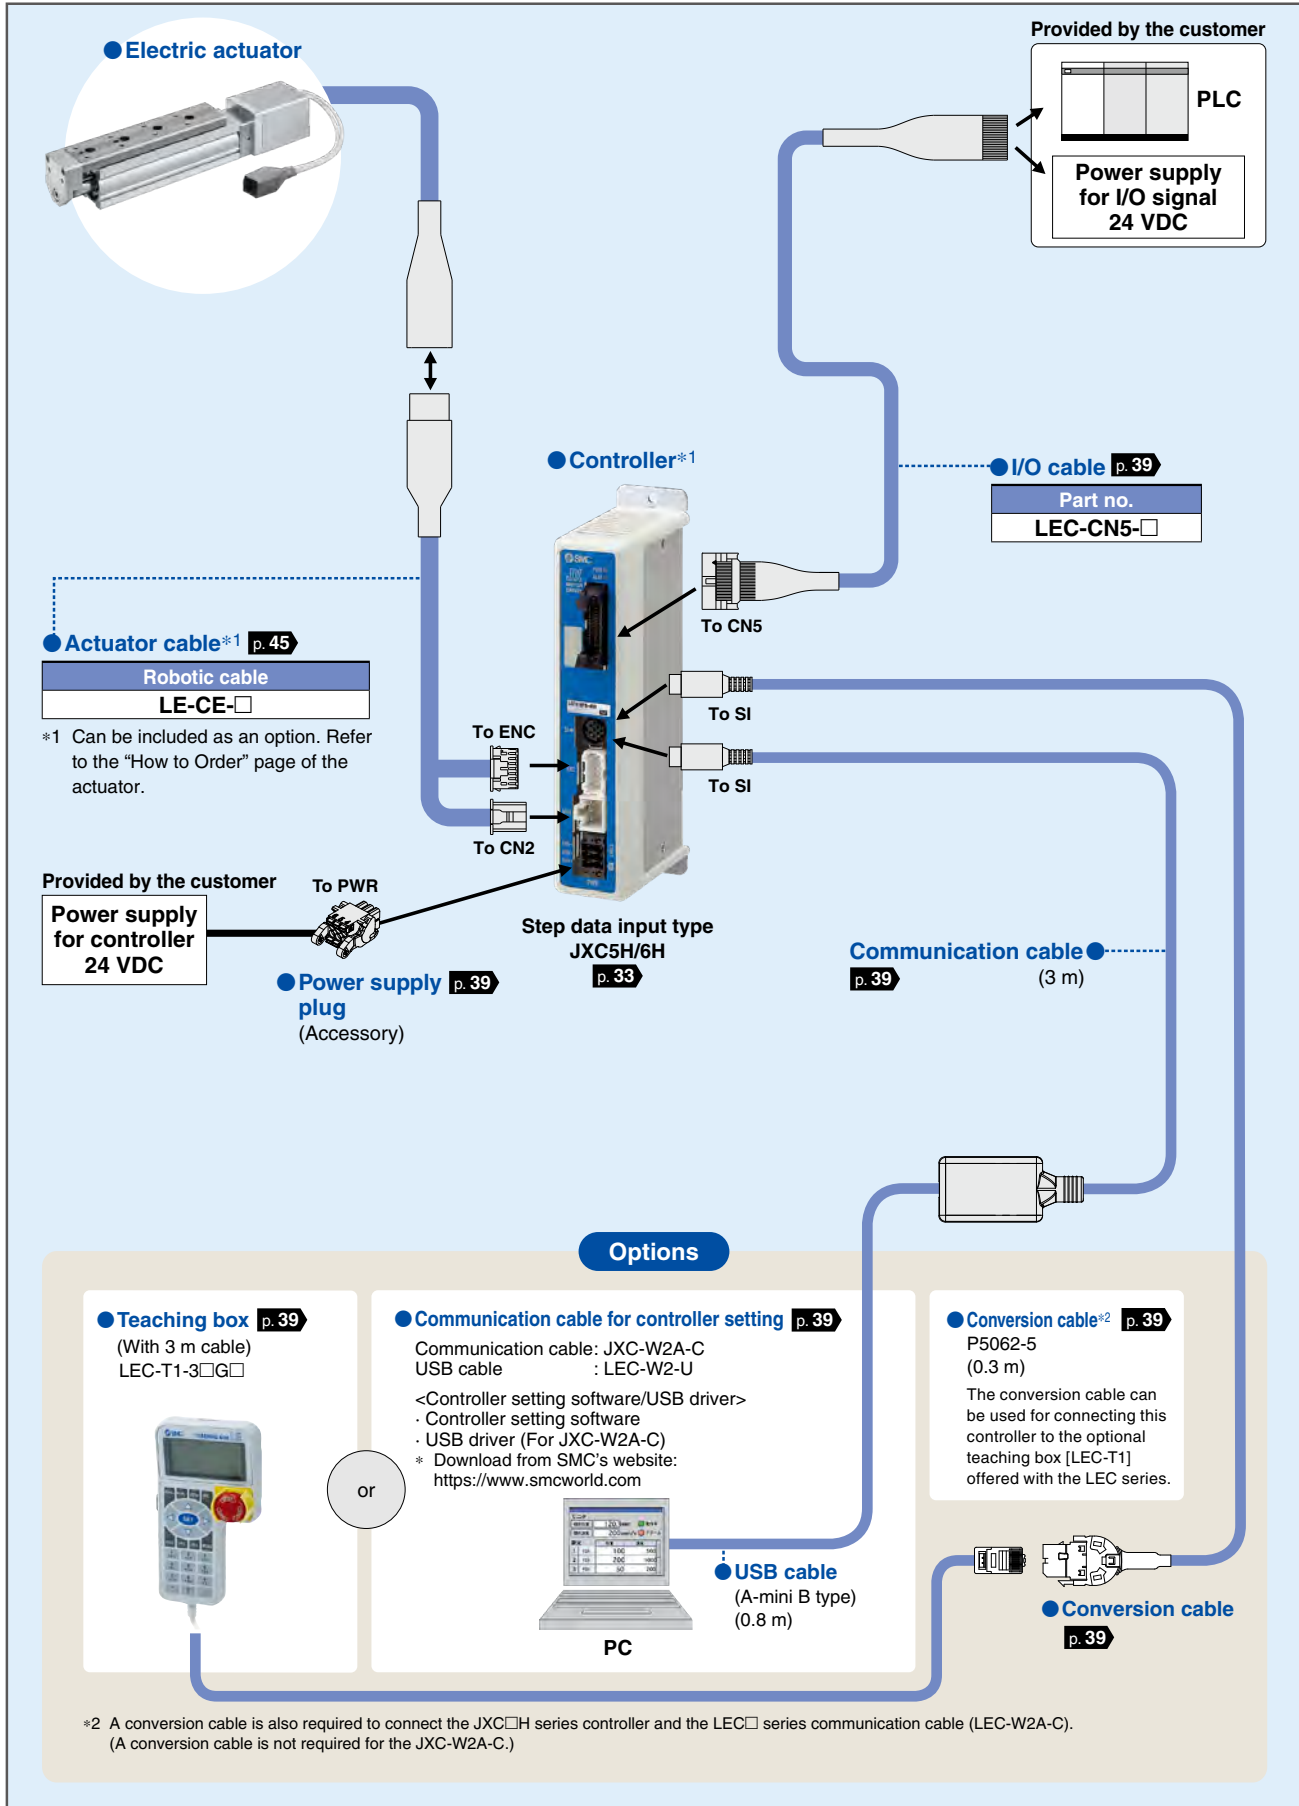 Provided by the customer
Electric actuator
PLC
Power supply
for I/O signal
24 VDC
Controller*1
I/O cable p. 39
Part no.
LEC-CN5-□
To CN5
Actuator cable*1 p. 45
Robotic cable
LE-CE-□
*1 Can be included as an option. Refer
to the “How to Order” page of the
actuator.
To SI
To ENC
To SI
To CN2
Provided by the customer
To PWR
Power supply
for controller
24 VDC
Step data input type
JXC5H/6H
p. 33
Power supply p. 39
plug
(Accessory)
Communication cable
p. 39 (3 m)
Options
Teaching box p. 39
(With 3 m cable)
LEC-T1-3□G□
or
Communication cable for controller setting p. 39
Communication cable: JXC-W2A-C
USB cable : LEC-W2-U
<Controller setting software/USB driver>
· Controller setting software
· USB driver (For JXC-W2A-C)
* Download from SMC’s website:
https://www.smcworld.com
Conversion cable*2 p. 39
P5062-5
(0.3 m)
The conversion cable can
be used for connecting this
controller to the optional
teaching box [LEC-T1]
offered with the LEC series.
USB cable
(A-mini B type)
(0.8 m)
PC
Conversion cable
p. 39
*2 A conversion cable is also required to connect the JXC□H series controller and the LEC□ series communication cable (LEC-W2A-C).
(A conversion cable is not required for the JXC-W2A-C.)